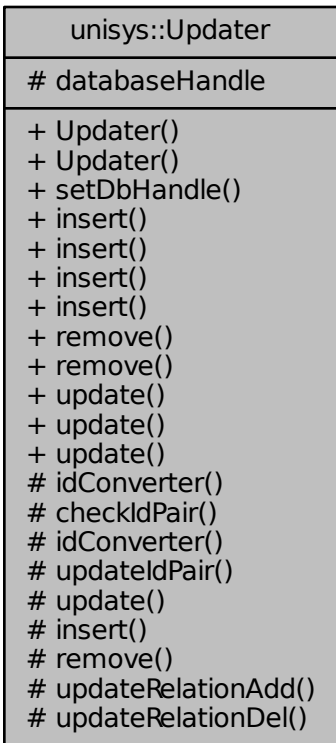 unisys::Updater
# databaseHandle
+ Updater()
+ Updater()
+ setDbHandle()
+ insert()
+ insert()
+ insert()
+ insert()
+ remove()
+ remove()
+ update()
+ update()
+ update()
# idConverter()
# checkIdPair()
# idConverter()
# updateIdPair()
# update()
# insert()
# remove()
# updateRelationAdd()
# updateRelationDel()